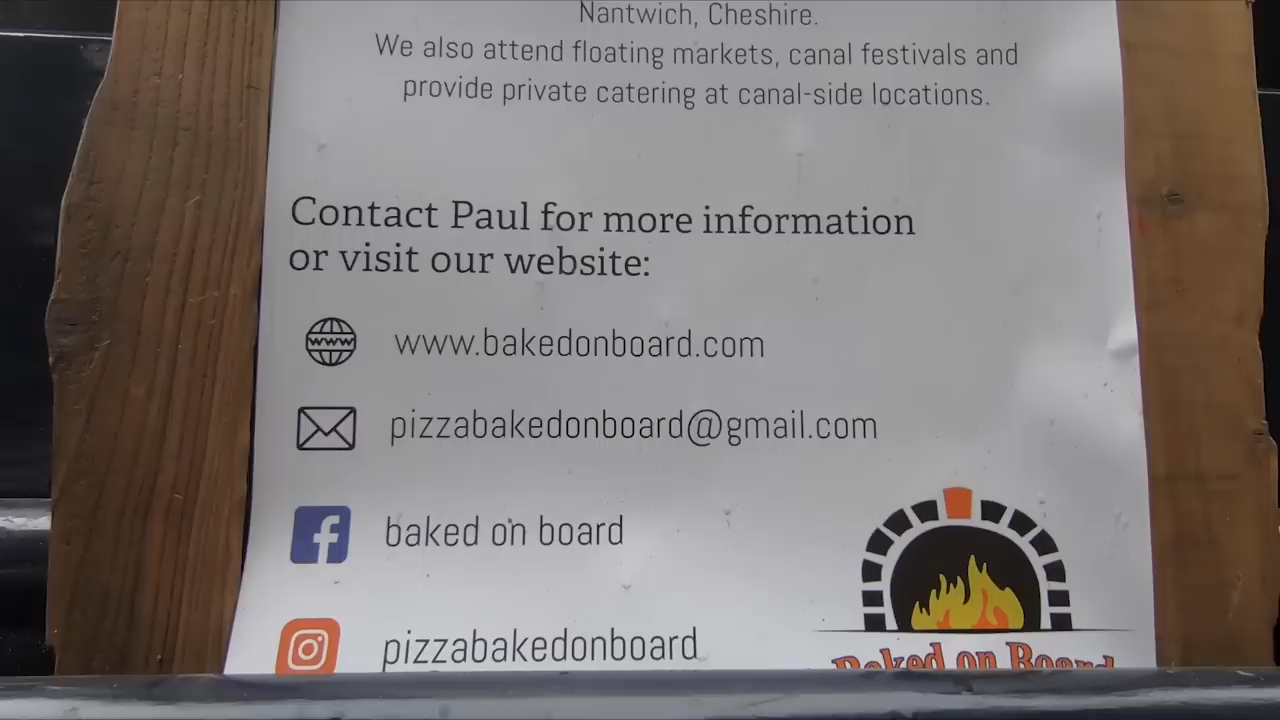 Nantwich, Cheshire.
We also attend floating markets, canal festivals and
provide private catering at canal-side locations.
Contact Paul for more information
or visit our website:
www
www.bakedonboard.com
pizzabakedonboard@gmail.com
f
baked on board
pizzabakedonboard
Baked on Board